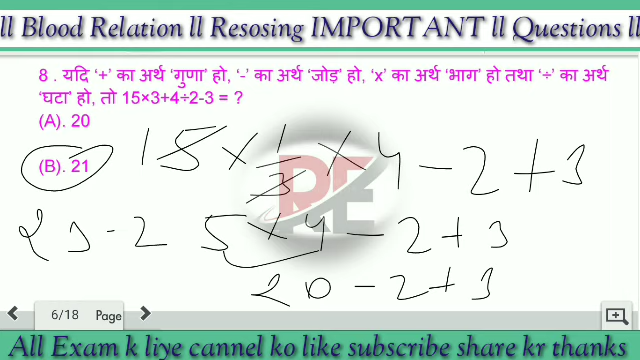 ll Blood Relation ll Resosing IMPORTANT ll Questions ll
8 . यदि ‘+’ का अर्थ ‘गुणा’ हो, ‘-’ का अर्थ ‘जोड़’ हो, ‘x’ का अर्थ ‘भाग’ हो तथा ‘÷’ का अर्थ
‘घटा’ हो, तो 15×3+4÷2-3 = ?
(A). 20
15 × 1/3 × 4 - 2 + 3
(B). 21
23 - 2 5 × 4 - 2 + 3
20 - 2 + 3
6/18 Page
All Exam k liye cannel ko like subscribe share kr thanks